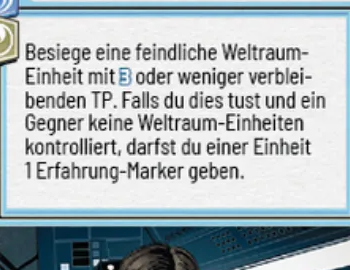 Besiege eine feindliche Weltraum-
Einheit mit 3 oder weniger verblei-
benden TP. Falls du dies tust und ein
Gegner keine Weltraum-Einheiten
kontrolliert, darfst du einer Einheit
1 Erfahrung-Marker geben.